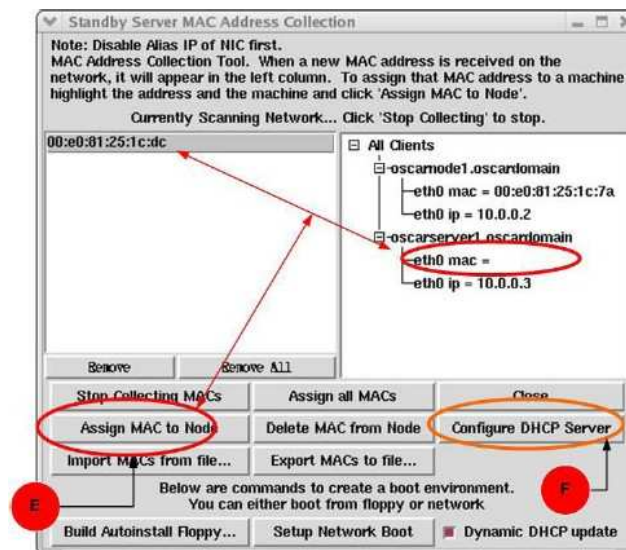 Standby Server MAC Address Collection
Note: Disable Alias IP of NIC first.
MAC Address Collection Tool. When a new MAC address is received on the
network, it will appear in the left column. To assign that MAC address to a machine
highlight the address and the machine and click 'Assign MAC to Node'.
Currently Scanning Network... Click 'Stop Collecting' to stop.
00:e0:81:25:1c:dc
All Clients
oscarnode1.oscardomain
eth0 mac = 00:e0:81:25:1c:7a
eth0 ip = 10.0.0.2
oscarserver1.oscardomain
eth0 mac =
eth0 ip = 10.0.0.3
Remove Remove All
Stop Collecting MACs Assign all MACs Close
Assign MAC to Node Delete MAC from Node Configure DHCP Server
Import MACs from file... Export MACs to file...
E
F
Below are commands to create a boot environment.
You can either boot from floppy or network
Build Autoinstall Floppy... Setup Network Boot Dynamic DHCP update